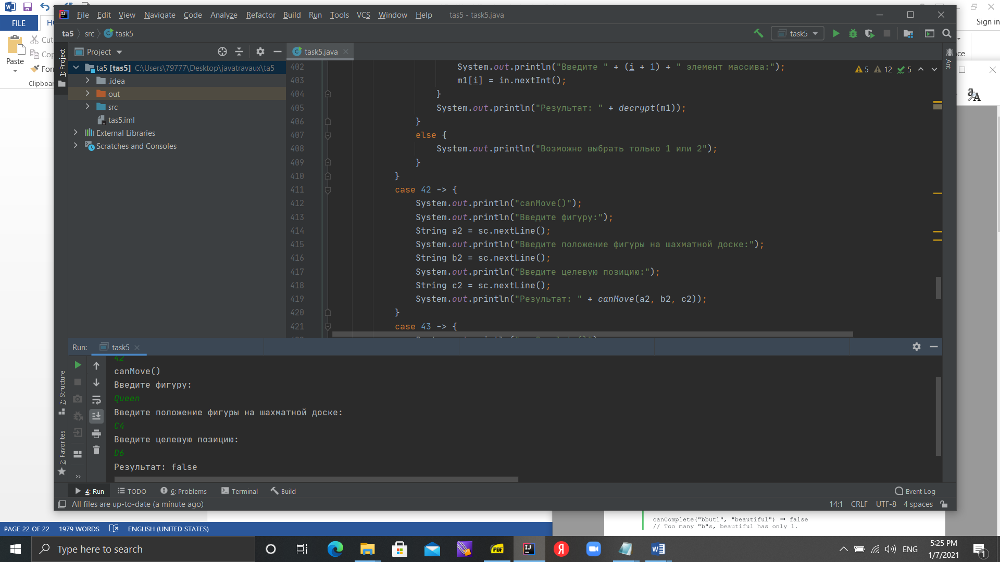 FILE
Sign in
Cut
Paste
Clipboard
File Edit View Navigate Code Analyze Refactor Build Run Tools VCS Window Help tas5 - task5.java
ta5 src task5
task5
1: Project
Project
task5.java
Ant
ta5 [tas5] C:\Users\79777\Desktop\javatravaux\ta5
.idea
out
src
tas5.iml
External Libraries
Scratches and Consoles
5 12 5
402 System.out.println("Введите " + (i + 1) + " элемент массива:");
403 m1[i] = in.nextInt();
404 }
405 System.out.println("Результат: " + decrypt(m1));
406 }
407 else {
408 System.out.println("Возможно выбрать только 1 или 2");
409 }
410 }
411 case 42 -> {
412 System.out.println("canMove()");
413 System.out.println("Введите фигуру:");
414 String a2 = sc.nextLine();
415 System.out.println("Введите положение фигуры на шахматной доске:");
416 String b2 = sc.nextLine();
417 System.out.println("Введите целевую позицию:");
418 String c2 = sc.nextLine();
419 System.out.println("Результат: " + canMove(a2, b2, c2));
420 }
421 case 43 -> {
Run: task5
42
canMove()
Введите фигуру:
Queen
Введите положение фигуры на шахматной доске:
C4
Введите целевую позицию:
D6
Результат: false
7: Structure
2: Favorites
4: Run TODO 6: Problems Terminal Build Event Log
All files are up-to-date (a minute ago) 14:1 CRLF UTF-8 4 spaces
canComplete("bbutl", "beautiful") ➞ false
// Too many "b"s, beautiful has only 1.
PAGE 22 OF 22 1979 WORDS ENGLISH (UNITED STATES)
Type here to search
PDF
Я
ENG
5:25 PM
1/7/2021
1